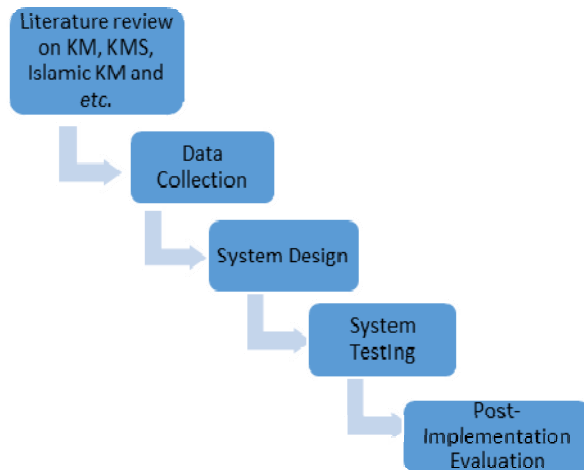 Literature review
on KM, KMS,
Islamic KM and
etc.
Data
Collection
System Design
System
Testing
Post-
Implementation
Evaluation